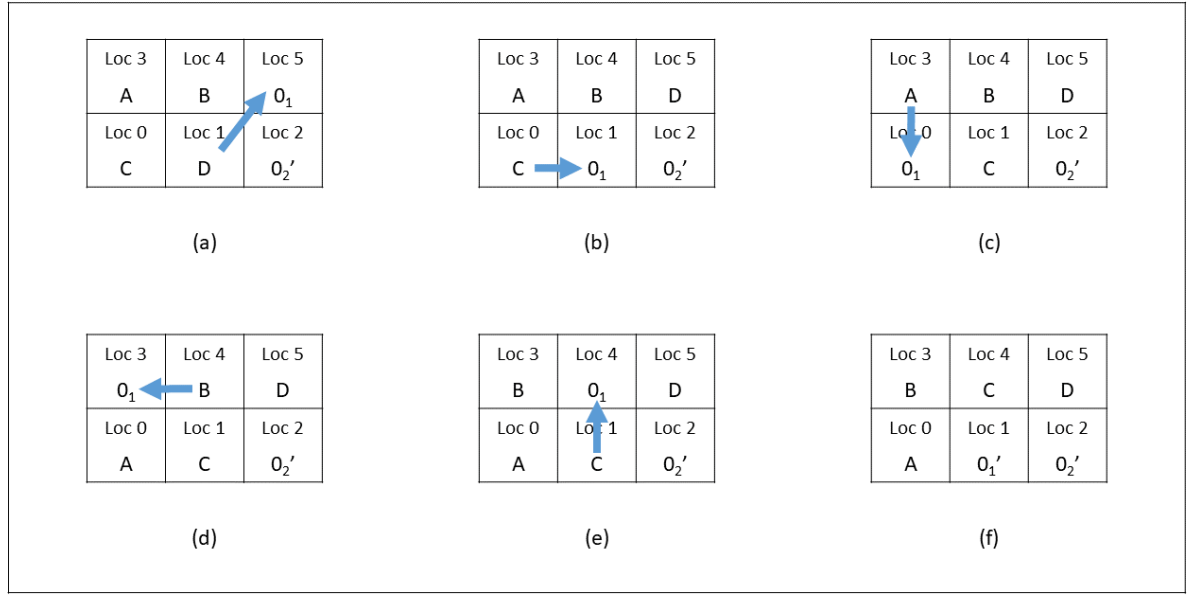 Loc 3 Loc 4 Loc 5
A B 0₁
Loc 0 Loc 1 Loc 2
C D 0₂′
(a)
Loc 3 Loc 4 Loc 5
A B D
Loc 0 Loc 1 Loc 2
C 0₁ 0₂′
(b)
Loc 3 Loc 4 Loc 5
A B D
Loc 0 Loc 1 Loc 2
0₁ C 0₂′
(c)
Loc 3 Loc 4 Loc 5
0₁ B D
Loc 0 Loc 1 Loc 2
A C 0₂′
(d)
Loc 3 Loc 4 Loc 5
B 0₁ D
Loc 0 Loc 1 Loc 2
A C 0₂′
(e)
Loc 3 Loc 4 Loc 5
B C D
Loc 0 Loc 1 Loc 2
A 0₁′ 0₂′
(f)